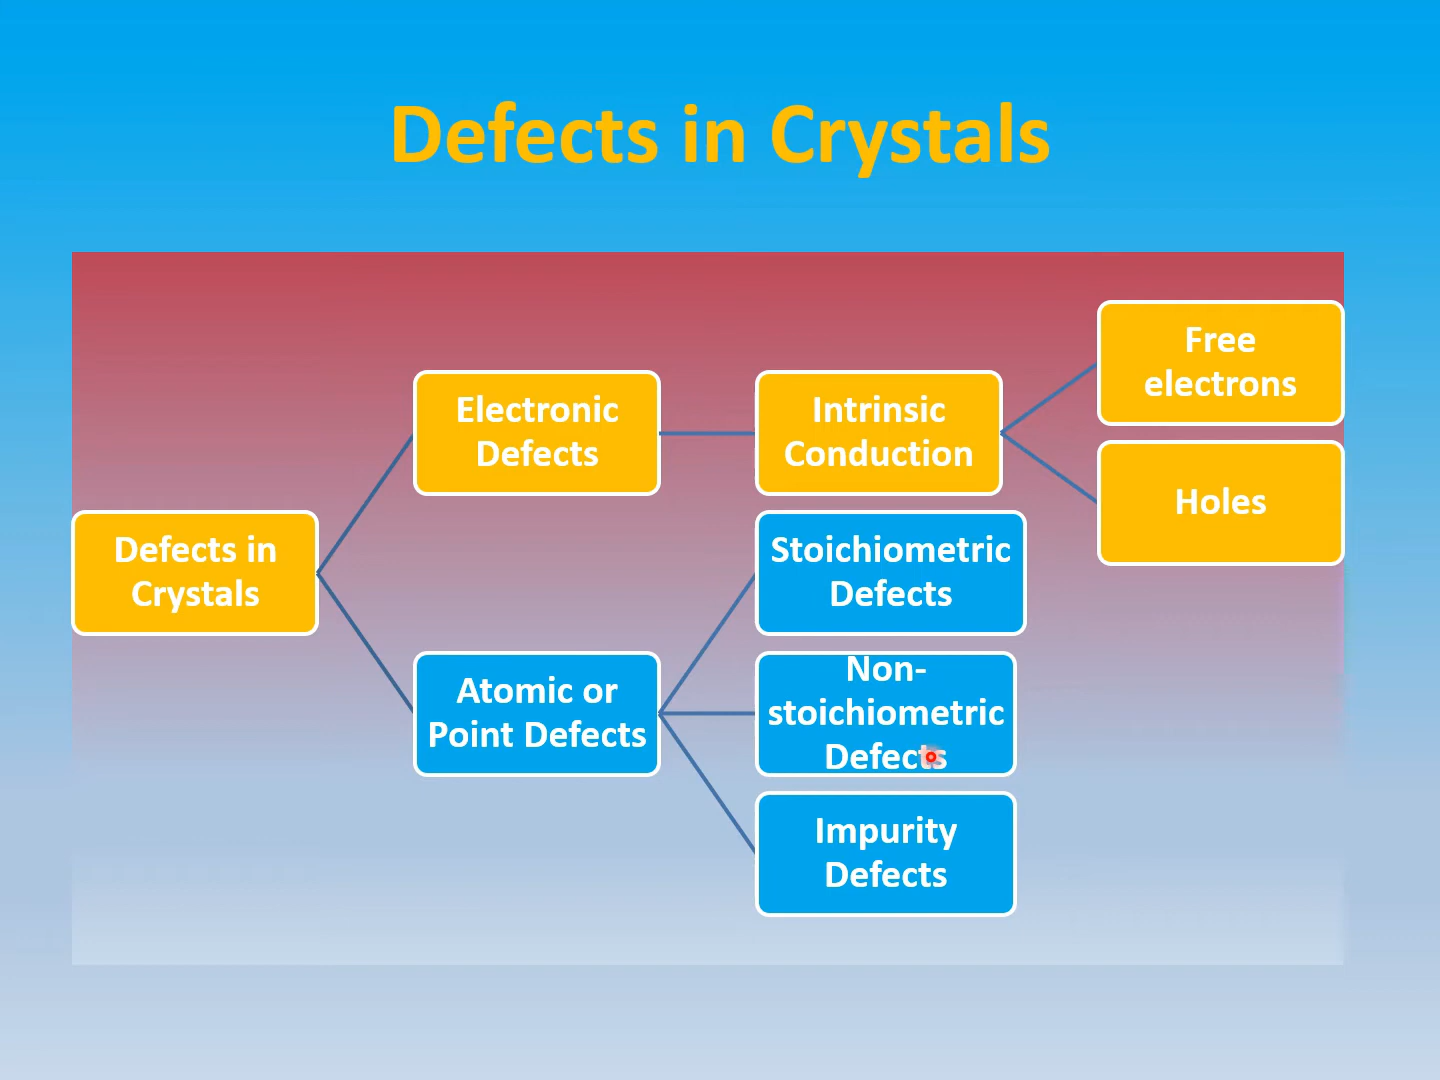 Defects in Crystals
Free
electrons
Electronic
Defects
Intrinsic
Conduction
Holes
Defects in
Crystals
Stoichiometric
Defects
Atomic or
Point Defects
Non-
stoichiometric
Defects
Impurity
Defects